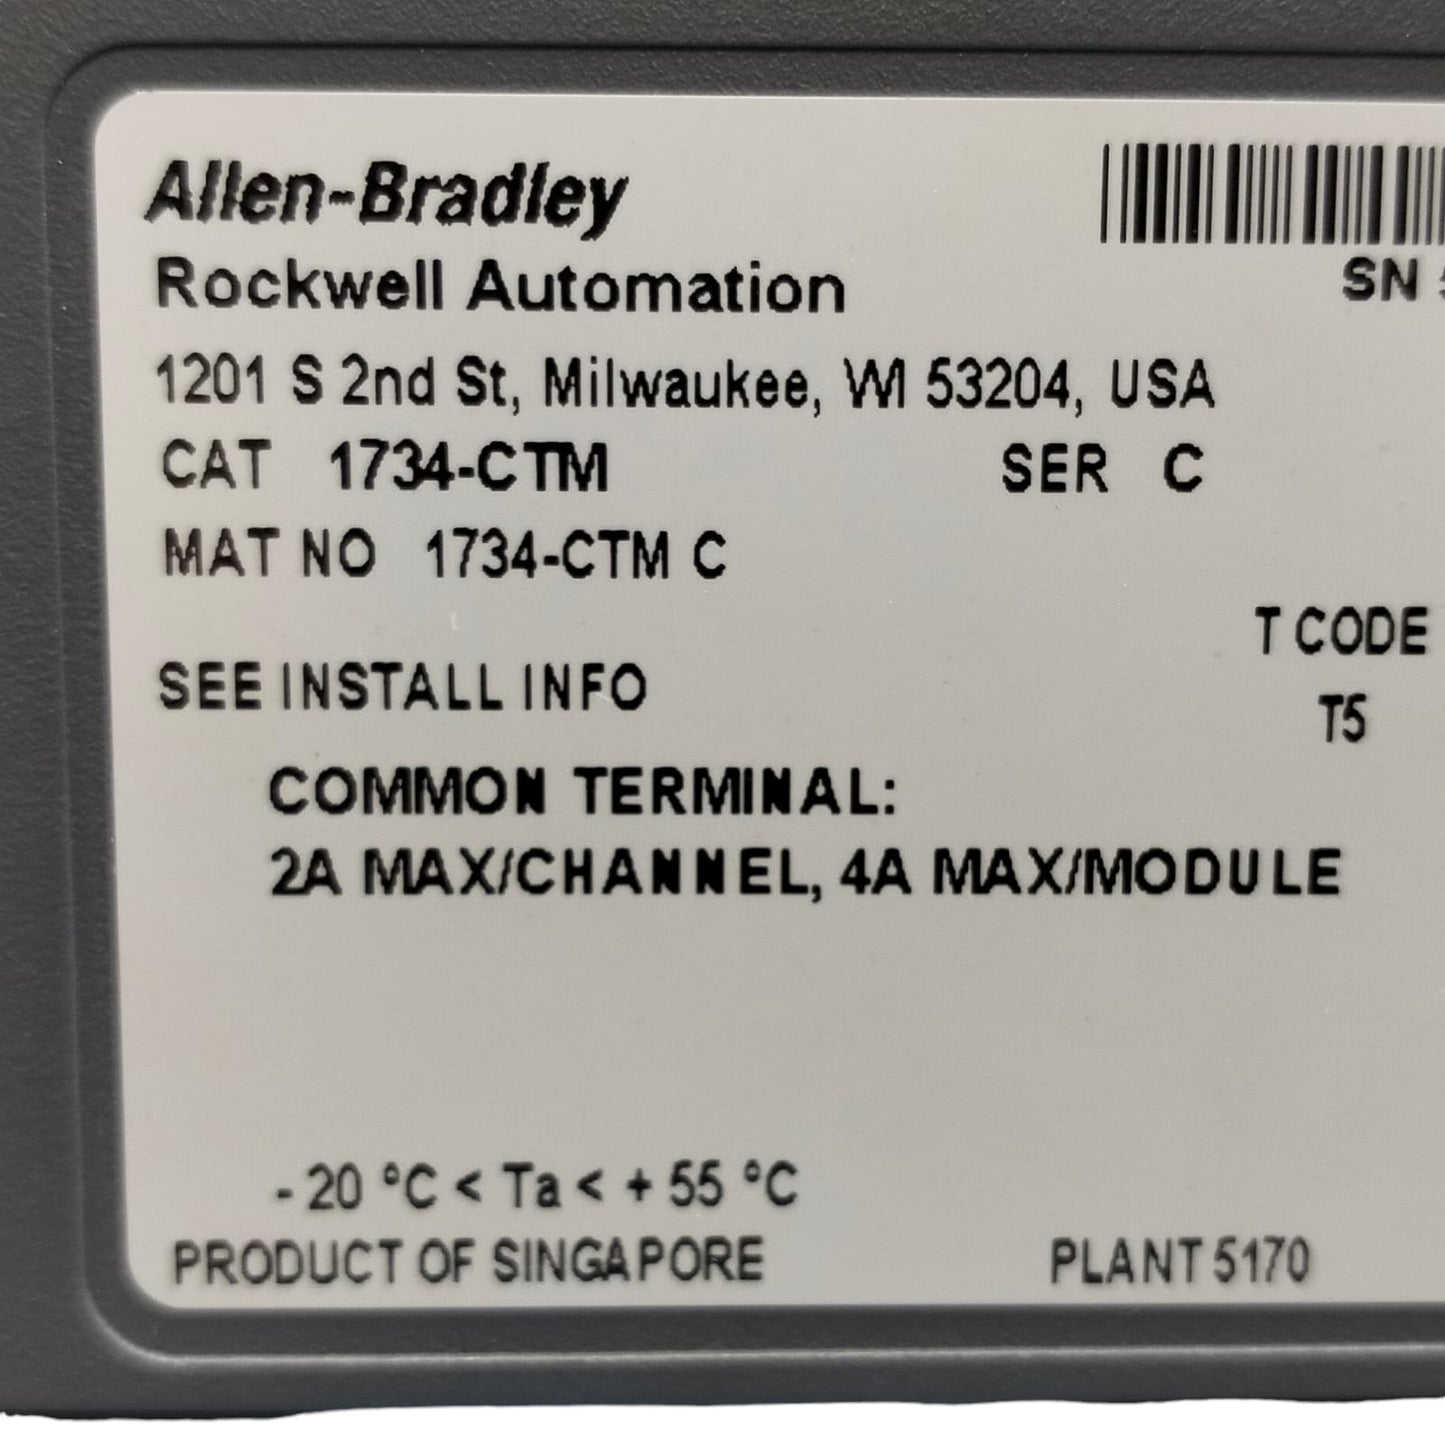 Allen-Bradley
Rockwell Automation
SN
1201 S 2nd St, Milwaukee, WI 53204, USA
CAT 1734-CTM SER C
MAT NO 1734-CTM C
T CODE
SEE INSTALL INFO
T5
COMMON TERMINAL:
2A MAX/CHANNEL, 4A MAX/MODULE
- 20 °C < Ta < + 55 °C
PRODUCT OF SINGAPORE PLANT 5170